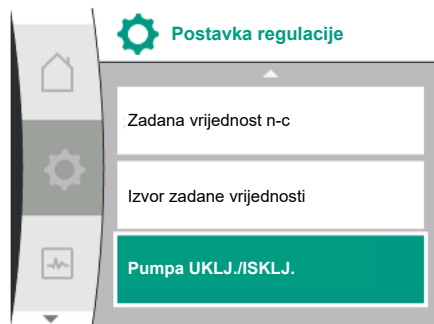 Postavka regulacije
Zadana vrijednost n-c
Izvor zadane vrijednosti
Pumpa UKLJ./ISKLJ.